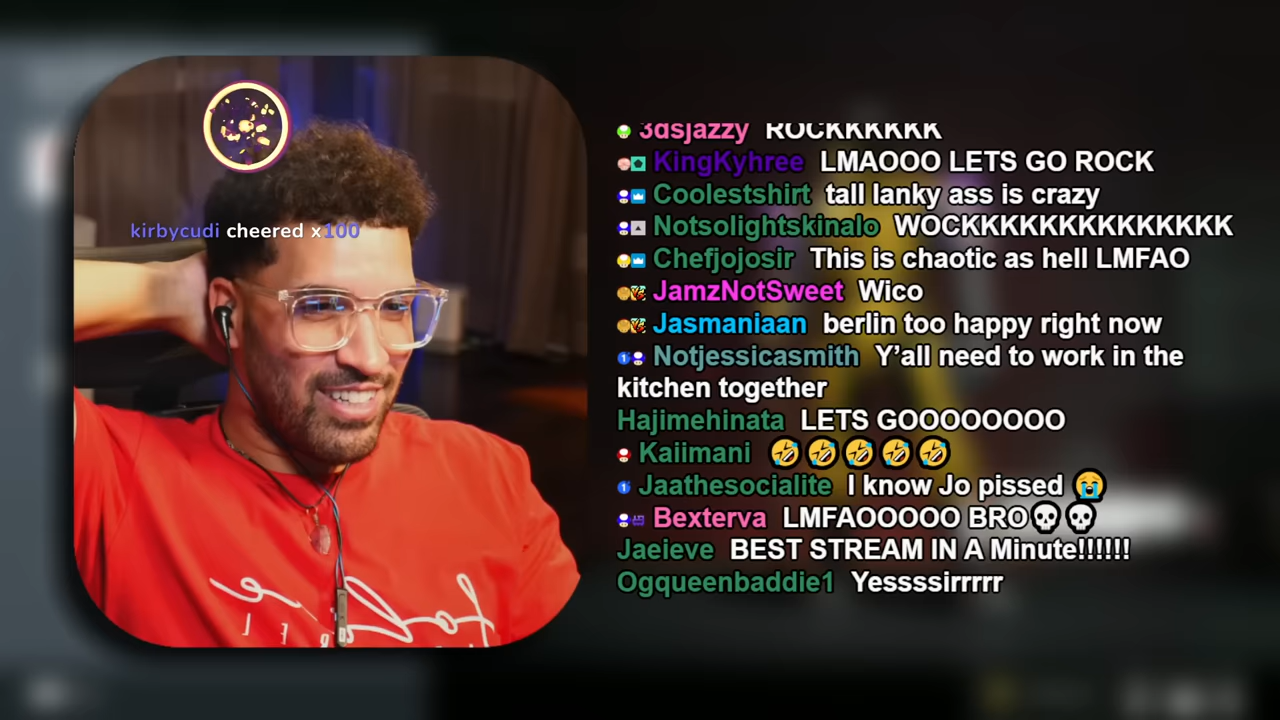 kirbycudi cheered x100
3dsjazzy ROCKKKKKK
KingKyhree LMAOOO LETS GO ROCK
Coolestshirt tall lanky ass is crazy
Notsolightskinalo WOCKKKKKKKKKKKKKK
Chefjojosir This is chaotic as hell LMFAO
JamzNotSweet Wico
Jasmaniaan berlin too happy right now
Notjessicasmith Y’all need to work in the
kitchen together
Hajimehinata LETS GOOOOOOOO
Kaiimani 🤣🤣🤣🤣🤣
Jaathesocialite I know Jo pissed 😭
Bexterva LMFAOOOOO BRO💀💀
Jaeieve BEST STREAM IN A Minute!!!!!!
Ogqueenbaddie1 Yessssirrrrr